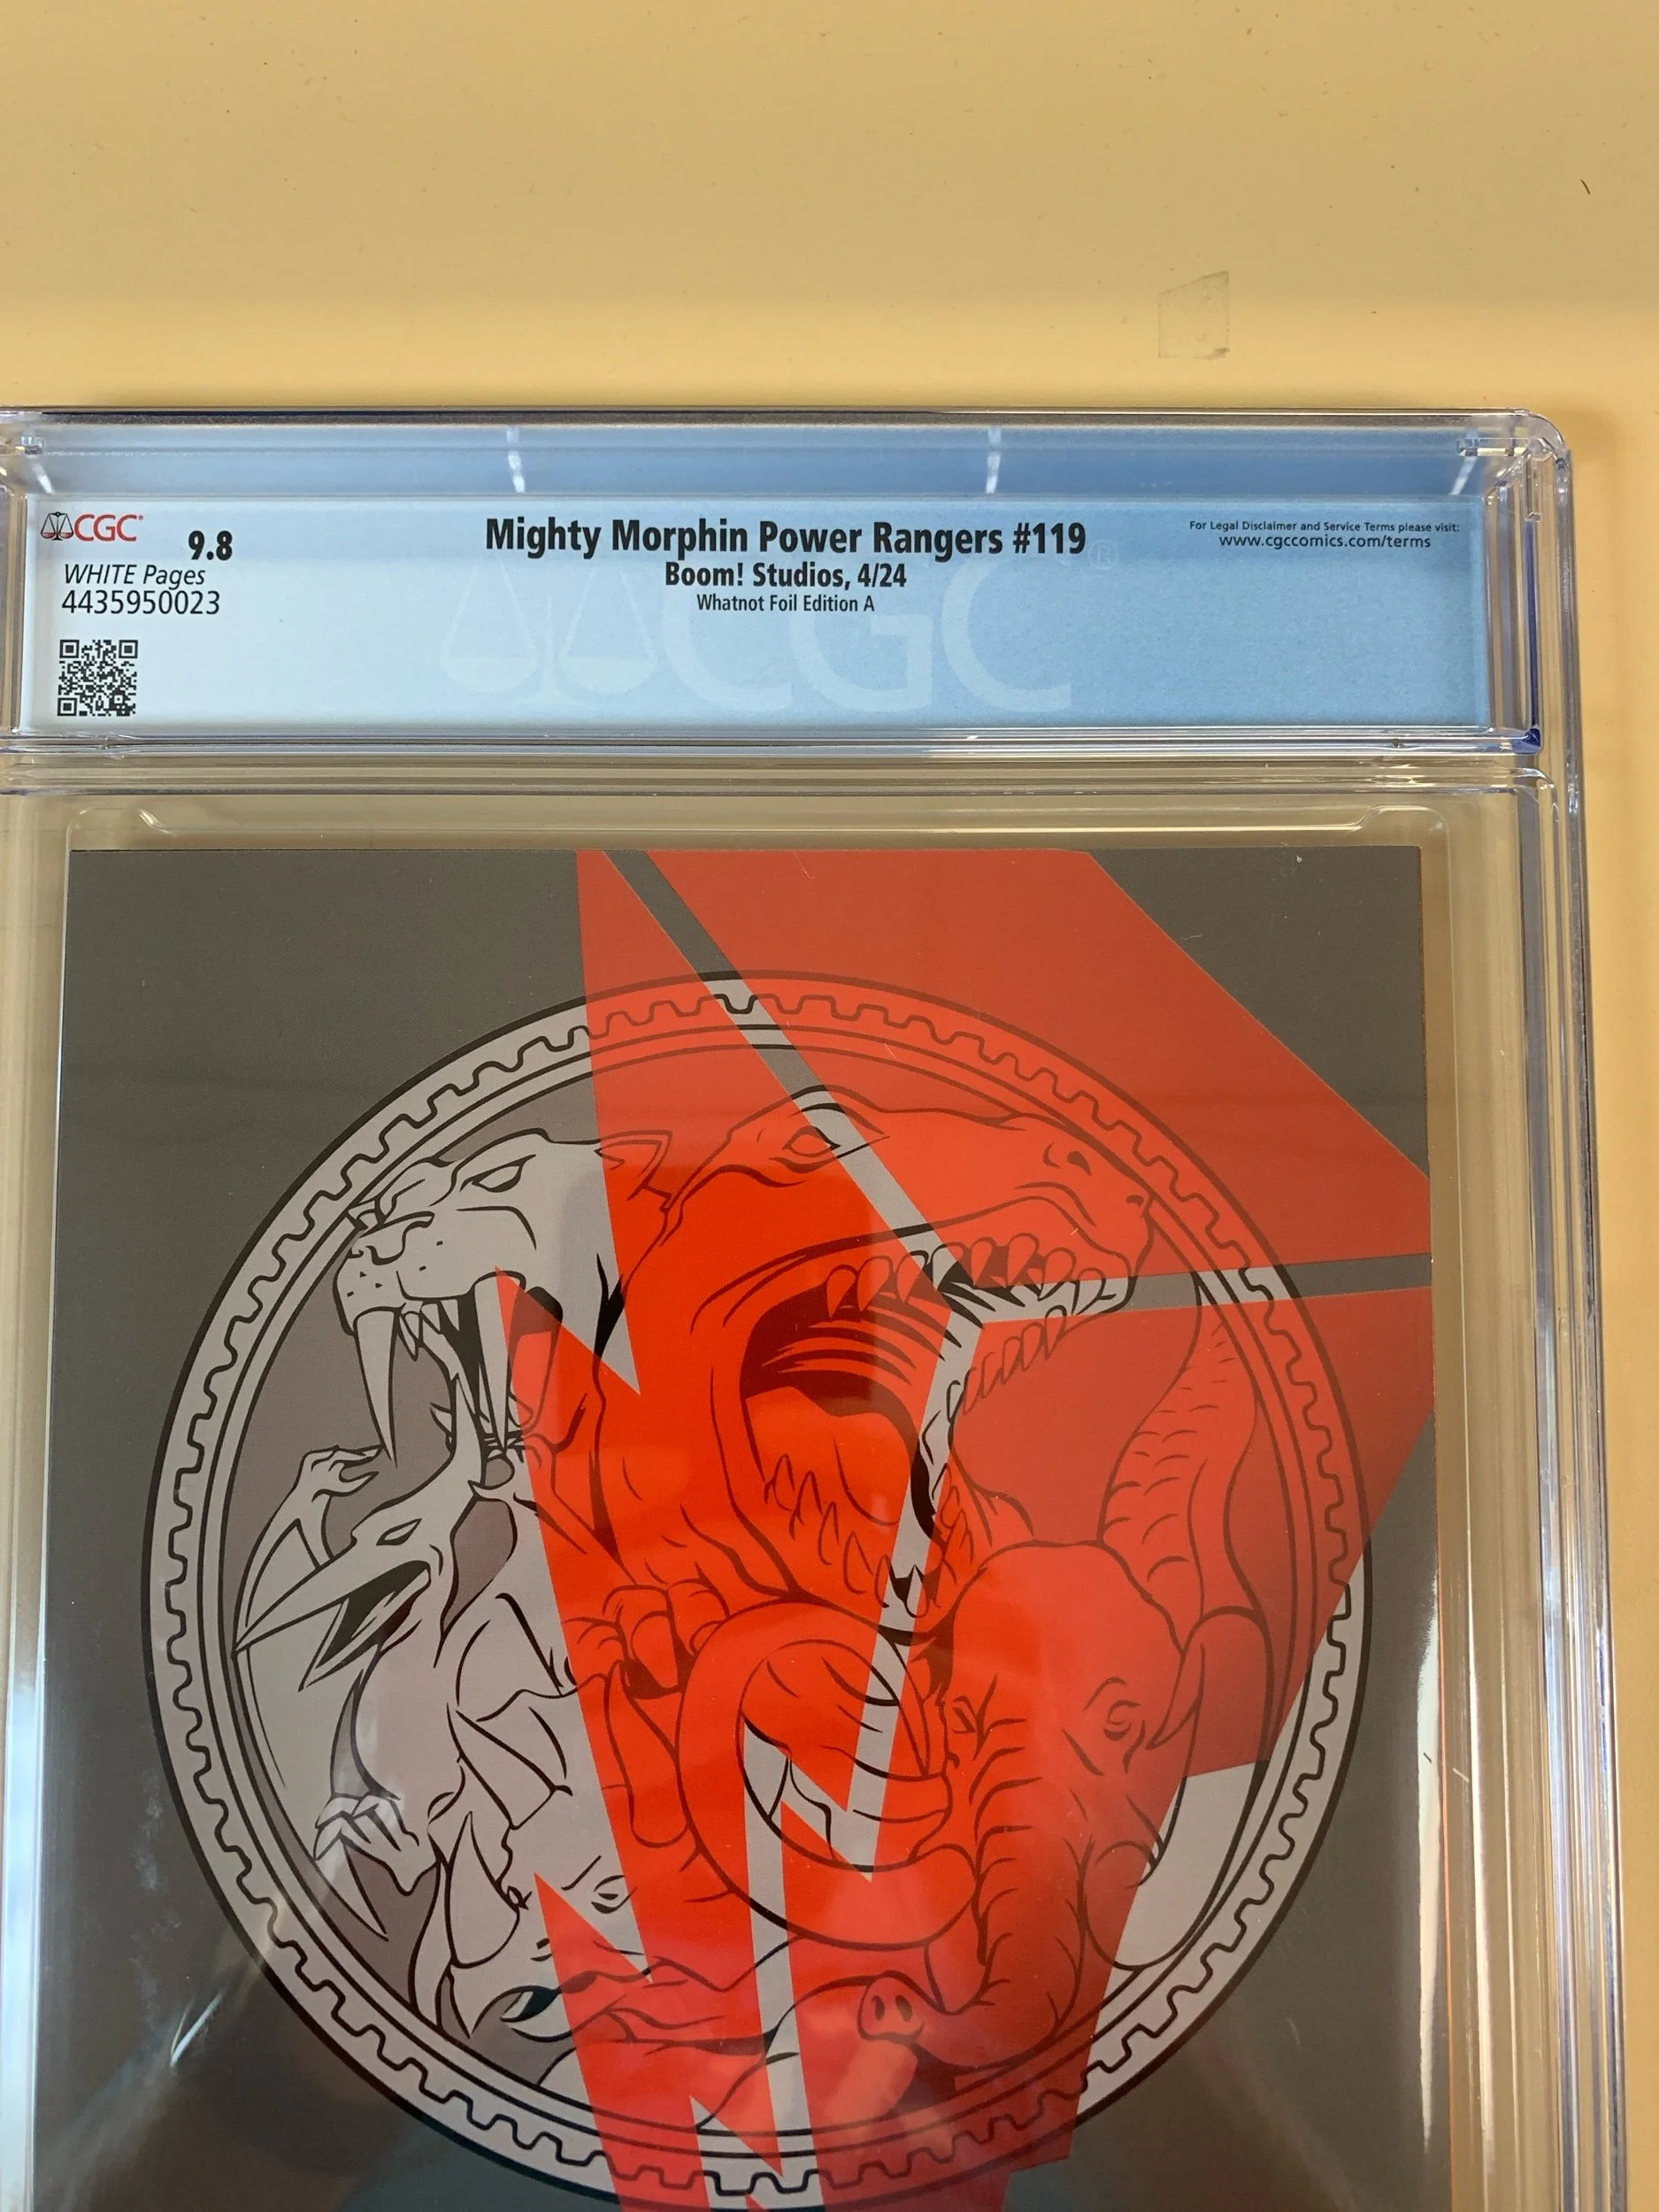 CGC®
9.8
WHITE Pages
4435950023
Mighty Morphin Power Rangers #119
Boom! Studios, 4/24
Whatnot Foil Edition A
For Legal Disclaimer and Service Terms please visit:
www.cgccomics.com/terms
CGC®